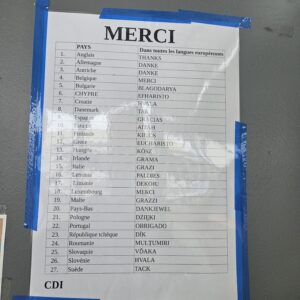 MERCI
PAYS Dans toutes les langues européennes
1. Anglais THANKS
2. Allemagne DANKE
3. Autriche DANKE
4. Belgique MERCI
5. Bulgarie BLAGODARYA
6. CHYPRE EFHARISTO
7. Croatie HVALA
8. Danemark TAK
9. Espagne GRACIAS
10. AITÄH
11. Finlande KIITOS
12. EUCHARISTO
13. Hongrie KÖSZ
14. Irlande GRAMA
15. Italie GRAZI
16. Lettonie PALDIES
17. Lituanie DEKOJU
18. Luxembourg MERCI
19. Malte GRAZZI
20. Pays-Bas DANKJEWEL
21. Pologne DZIĘKI
22. Portugal OBRIGADO
23. République tchèque DÍK
24. Roumanie MULŢUMIRI
25. Slovaquie VĎAKA
26. Slovénie HVALA
27. Suède TACK
CDI